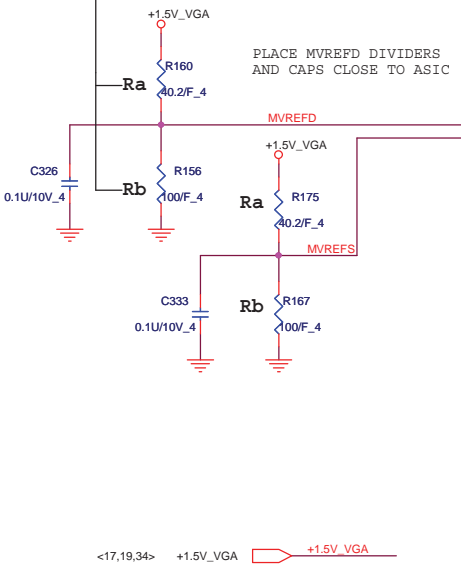 +1.5V_VGA
PLACE MVREFD DIVIDERS
AND CAPS CLOSE TO ASIC
R160
Ra
40.2/F_4
MVREFD
+1.5V_VGA
C326
R156
0.1U/10V_4
Rb
100/F_4
Ra
R175
40.2/F_4
MVREFS
C333
Rb
R167
0.1U/10V_4
100/F_4
<17,19,34>
+1.5V_VGA
+1.5V_VGA